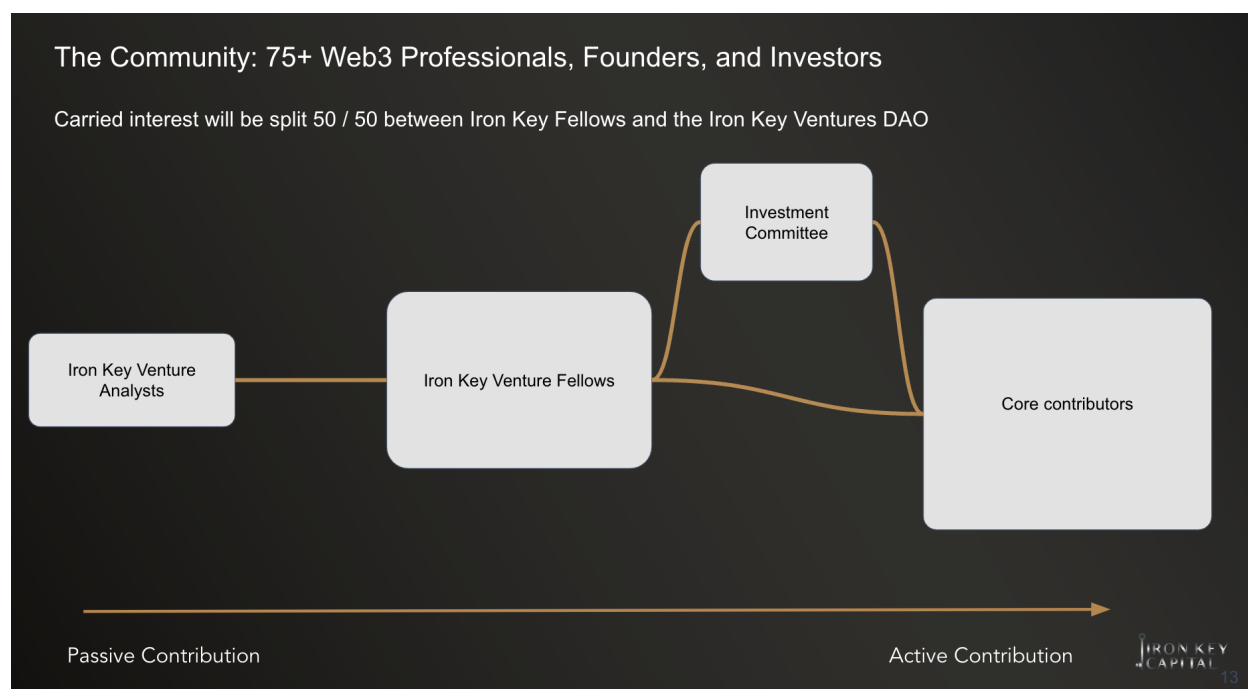 The Community: 75+ Web3 Professionals, Founders, and Investors
Carried interest will be split 50 / 50 between Iron Key Fellows and the Iron Key Ventures DAO
Investment
Committee
Iron Key Venture
Analysts
Iron Key Venture Fellows
Core contributors
Passive Contribution
Active Contribution
IRON KEY
CAPITAL
13